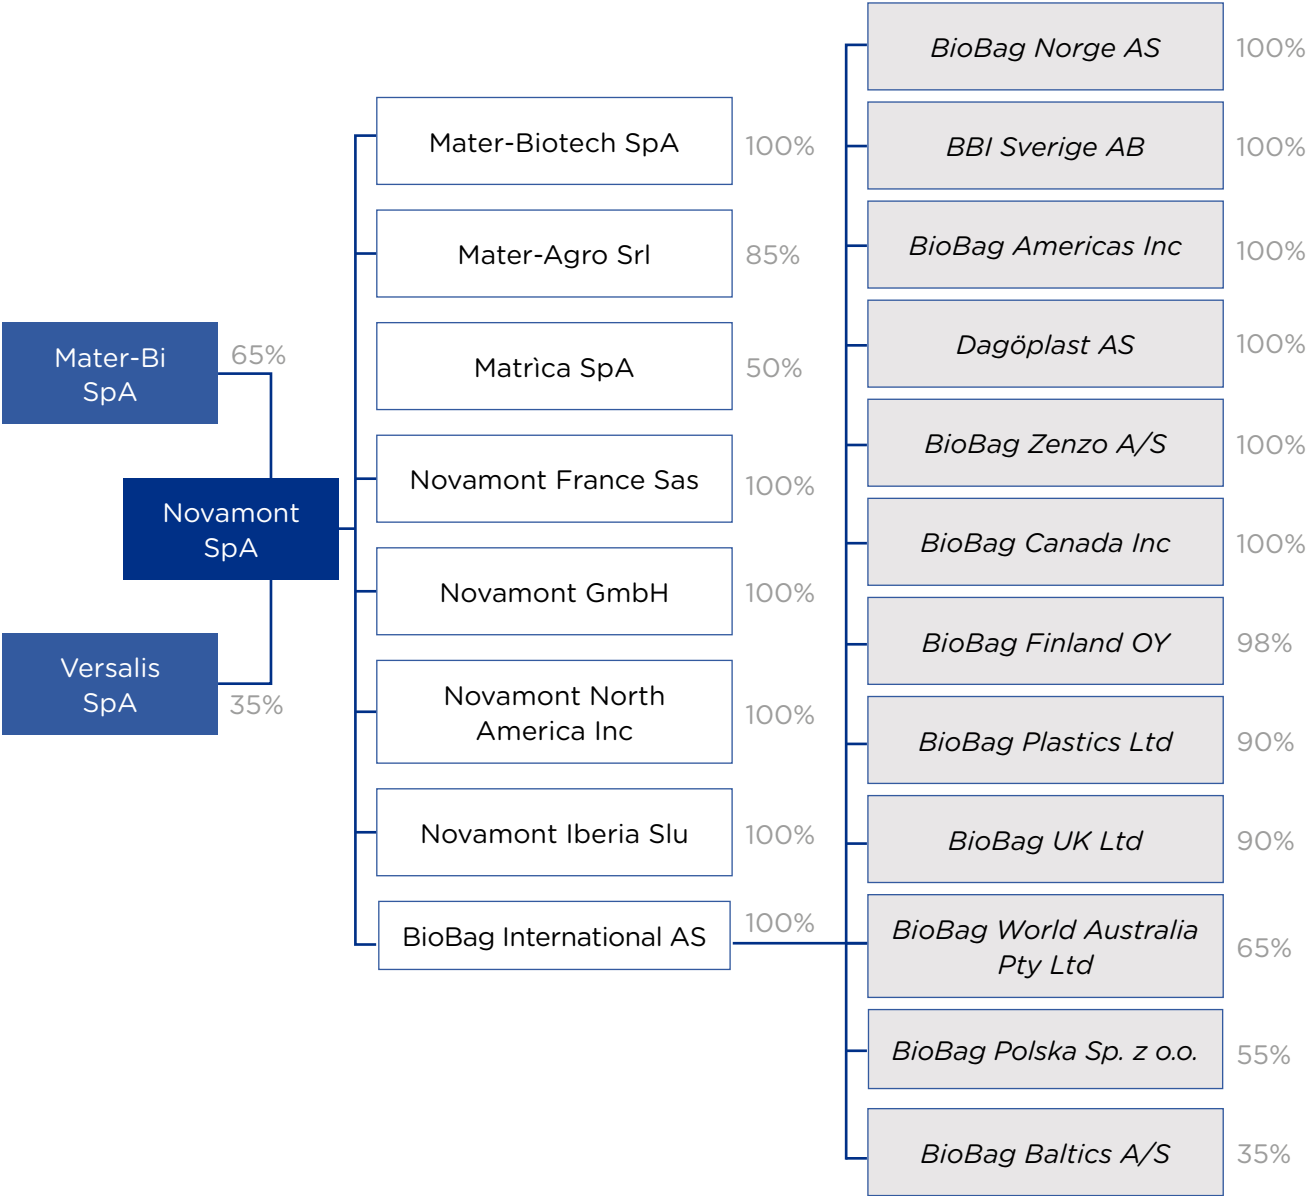 Mater-Bi
SpA
65%
Novamont
SpA
Versalis
SpA
35%
Mater-Biotech SpA
100%
Mater-Agro Srl
85%
Matrìca SpA
50%
Novamont France Sas
100%
Novamont GmbH
100%
Novamont North
America Inc
100%
Novamont Iberia Slu
100%
BioBag International AS
100%
BioBag Norge AS
100%
BBI Sverige AB
100%
BioBag Americas Inc
100%
Dagöplast AS
100%
BioBag Zenzo A/S
100%
BioBag Canada Inc
100%
BioBag Finland OY
98%
BioBag Plastics Ltd
90%
BioBag UK Ltd
90%
BioBag World Australia
Pty Ltd
65%
BioBag Polska Sp. z o.o.
55%
BioBag Baltics A/S
35%